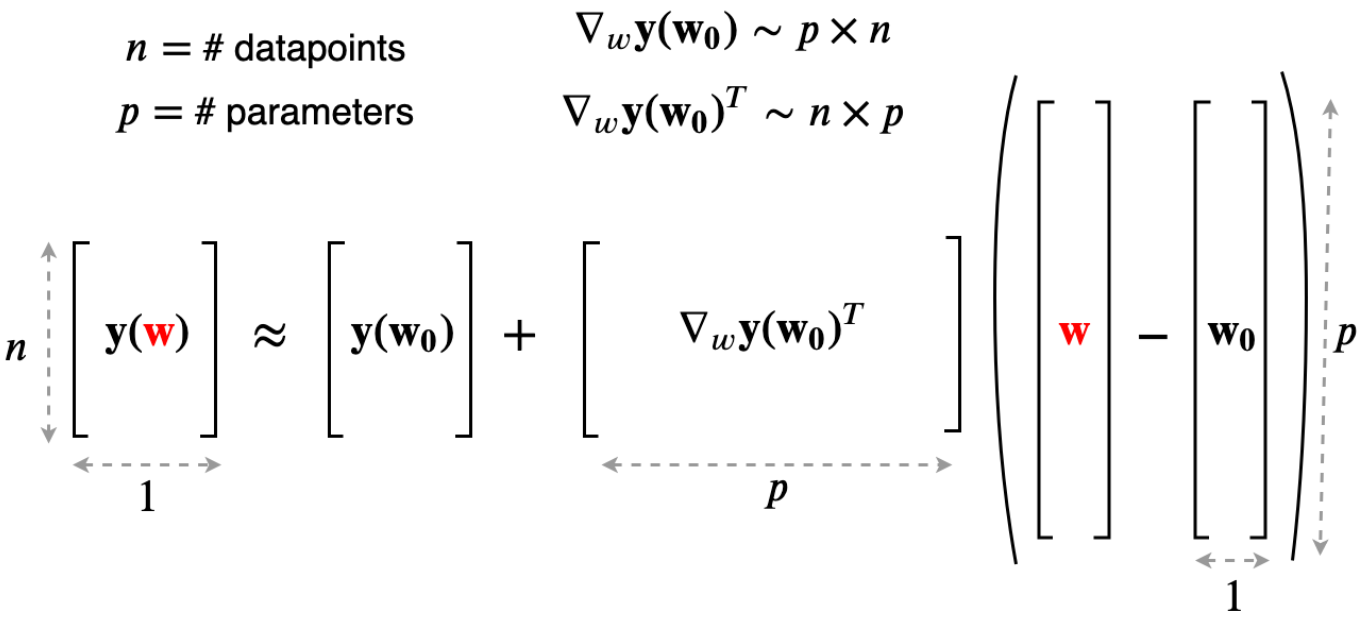 n = # datapoints
p = # parameters
∇_w y(w_0) ∼ p × n
∇_w y(w_0)^T ∼ n × p
n [ y(w) ] ≈ [ y(w_0) ] + [ ∇_w y(w_0)^T ] ( [ w ] − [ w_0 ] ) p
1
p
1